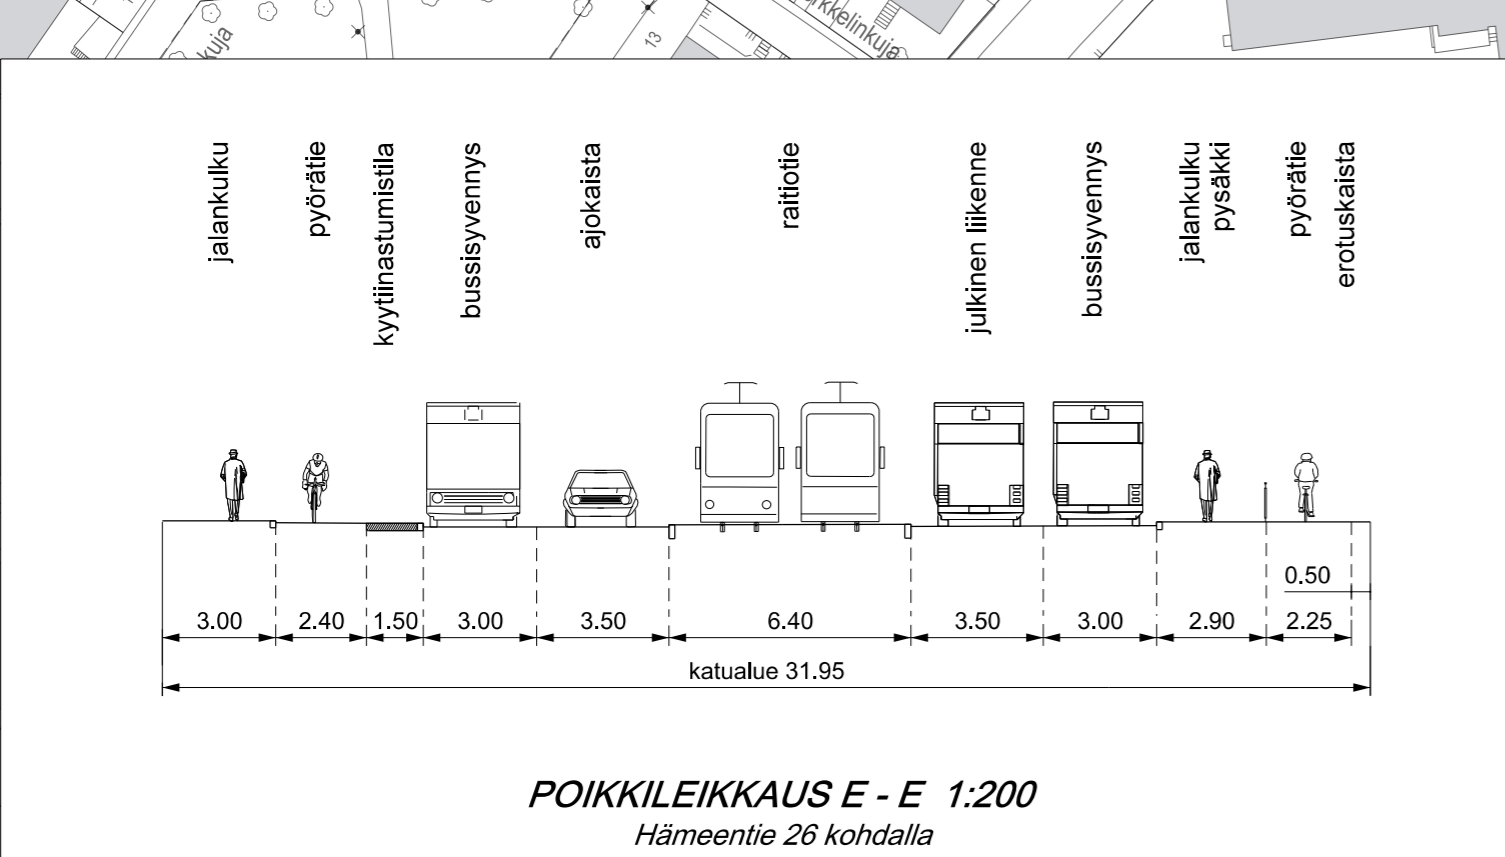 kuja
13
rkkelinkuja
jalankulku
pyörätie
kyytiinastumistila
bussisyvennys
ajokaista
raitiotie
julkinen liikenne
bussisyvennys
jalankulku
pysäkki
pyörätie
erotuskaista
0.50
3.00 2.40 1.50 3.00 3.50 6.40 3.50 3.00 2.90 2.25
katualue 31.95
POIKKILEIKKAUS E - E 1:200
Hämeentie 26 kohdalla